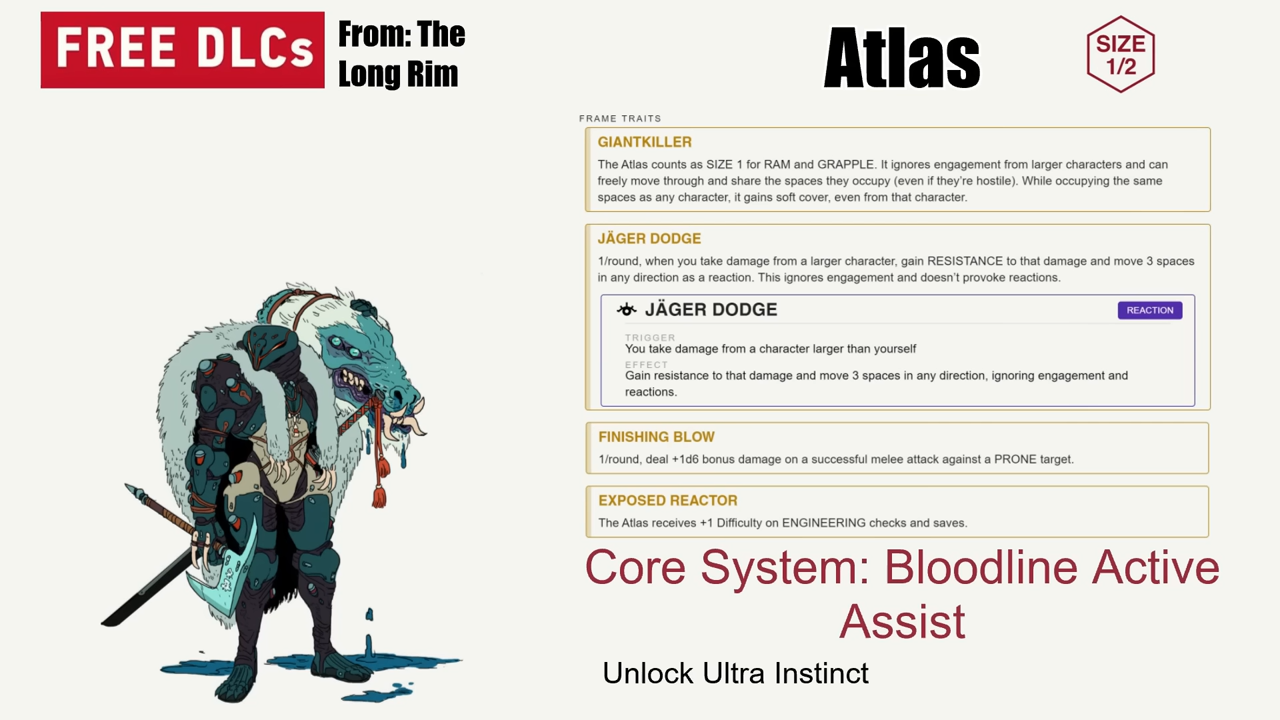 FREE DLCs
From: The
Long Rim
Atlas
SIZE
1/2
FRAME TRAITS
GIANTKILLER
The Atlas counts as SIZE 1 for RAM and GRAPPLE. It ignores engagement from larger characters and can
freely move through and share the spaces they occupy (even if they're hostile). While occupying the same
spaces as any character, it gains soft cover, even from that character.
JÄGER DODGE
1/round, when you take damage from a larger character, gain RESISTANCE to that damage and move 3 spaces
in any direction as a reaction. This ignores engagement and doesn't provoke reactions.
JÄGER DODGE
REACTION
TRIGGER
You take damage from a character larger than yourself
EFFECT
Gain resistance to that damage and move 3 spaces in any direction, ignoring engagement and
reactions.
FINISHING BLOW
1/round, deal +1d6 bonus damage on a successful melee attack against a PRONE target.
EXPOSED REACTOR
The Atlas receives +1 Difficulty on ENGINEERING checks and saves.
Core System: Bloodline Active
Assist
Unlock Ultra Instinct